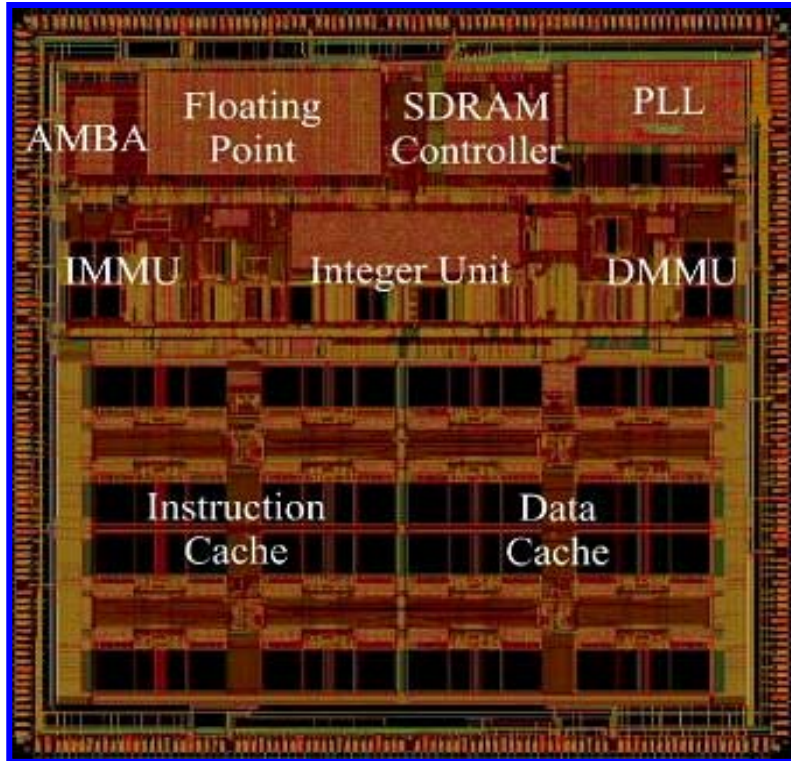 AMBA
Floating
Point
SDRAM
Controller
PLL
IMMU
Integer Unit
DMMU
Instruction
Cache
Data
Cache